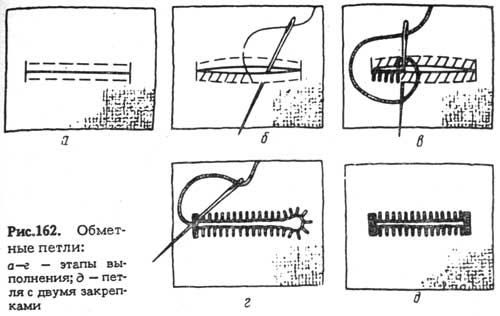 а
б
в
г
д
Рис.162. Обмет-
ные петли:
а—г — этапы вы-
полнения; д — пет-
ля с двумя закреп-
ками